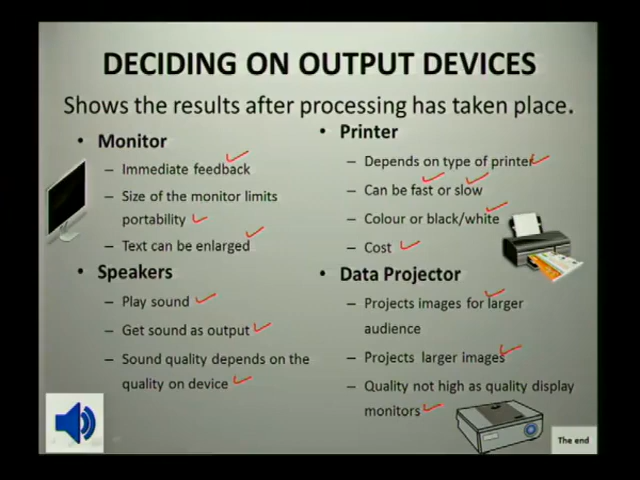 DECIDING ON OUTPUT DEVICES
Shows the results after processing has taken place.
• Monitor
– Immediate feedback
– Size of the monitor limits
portability
– Text can be enlarged
• Speakers
– Play sound
– Get sound as output
– Sound quality depends on the
quality on device
• Printer
– Depends on type of printer
– Can be fast or slow
– Colour or black/white
– Cost
• Data Projector
– Projects images for larger
audience
– Projects larger images
– Quality not high as quality display
monitors
The end